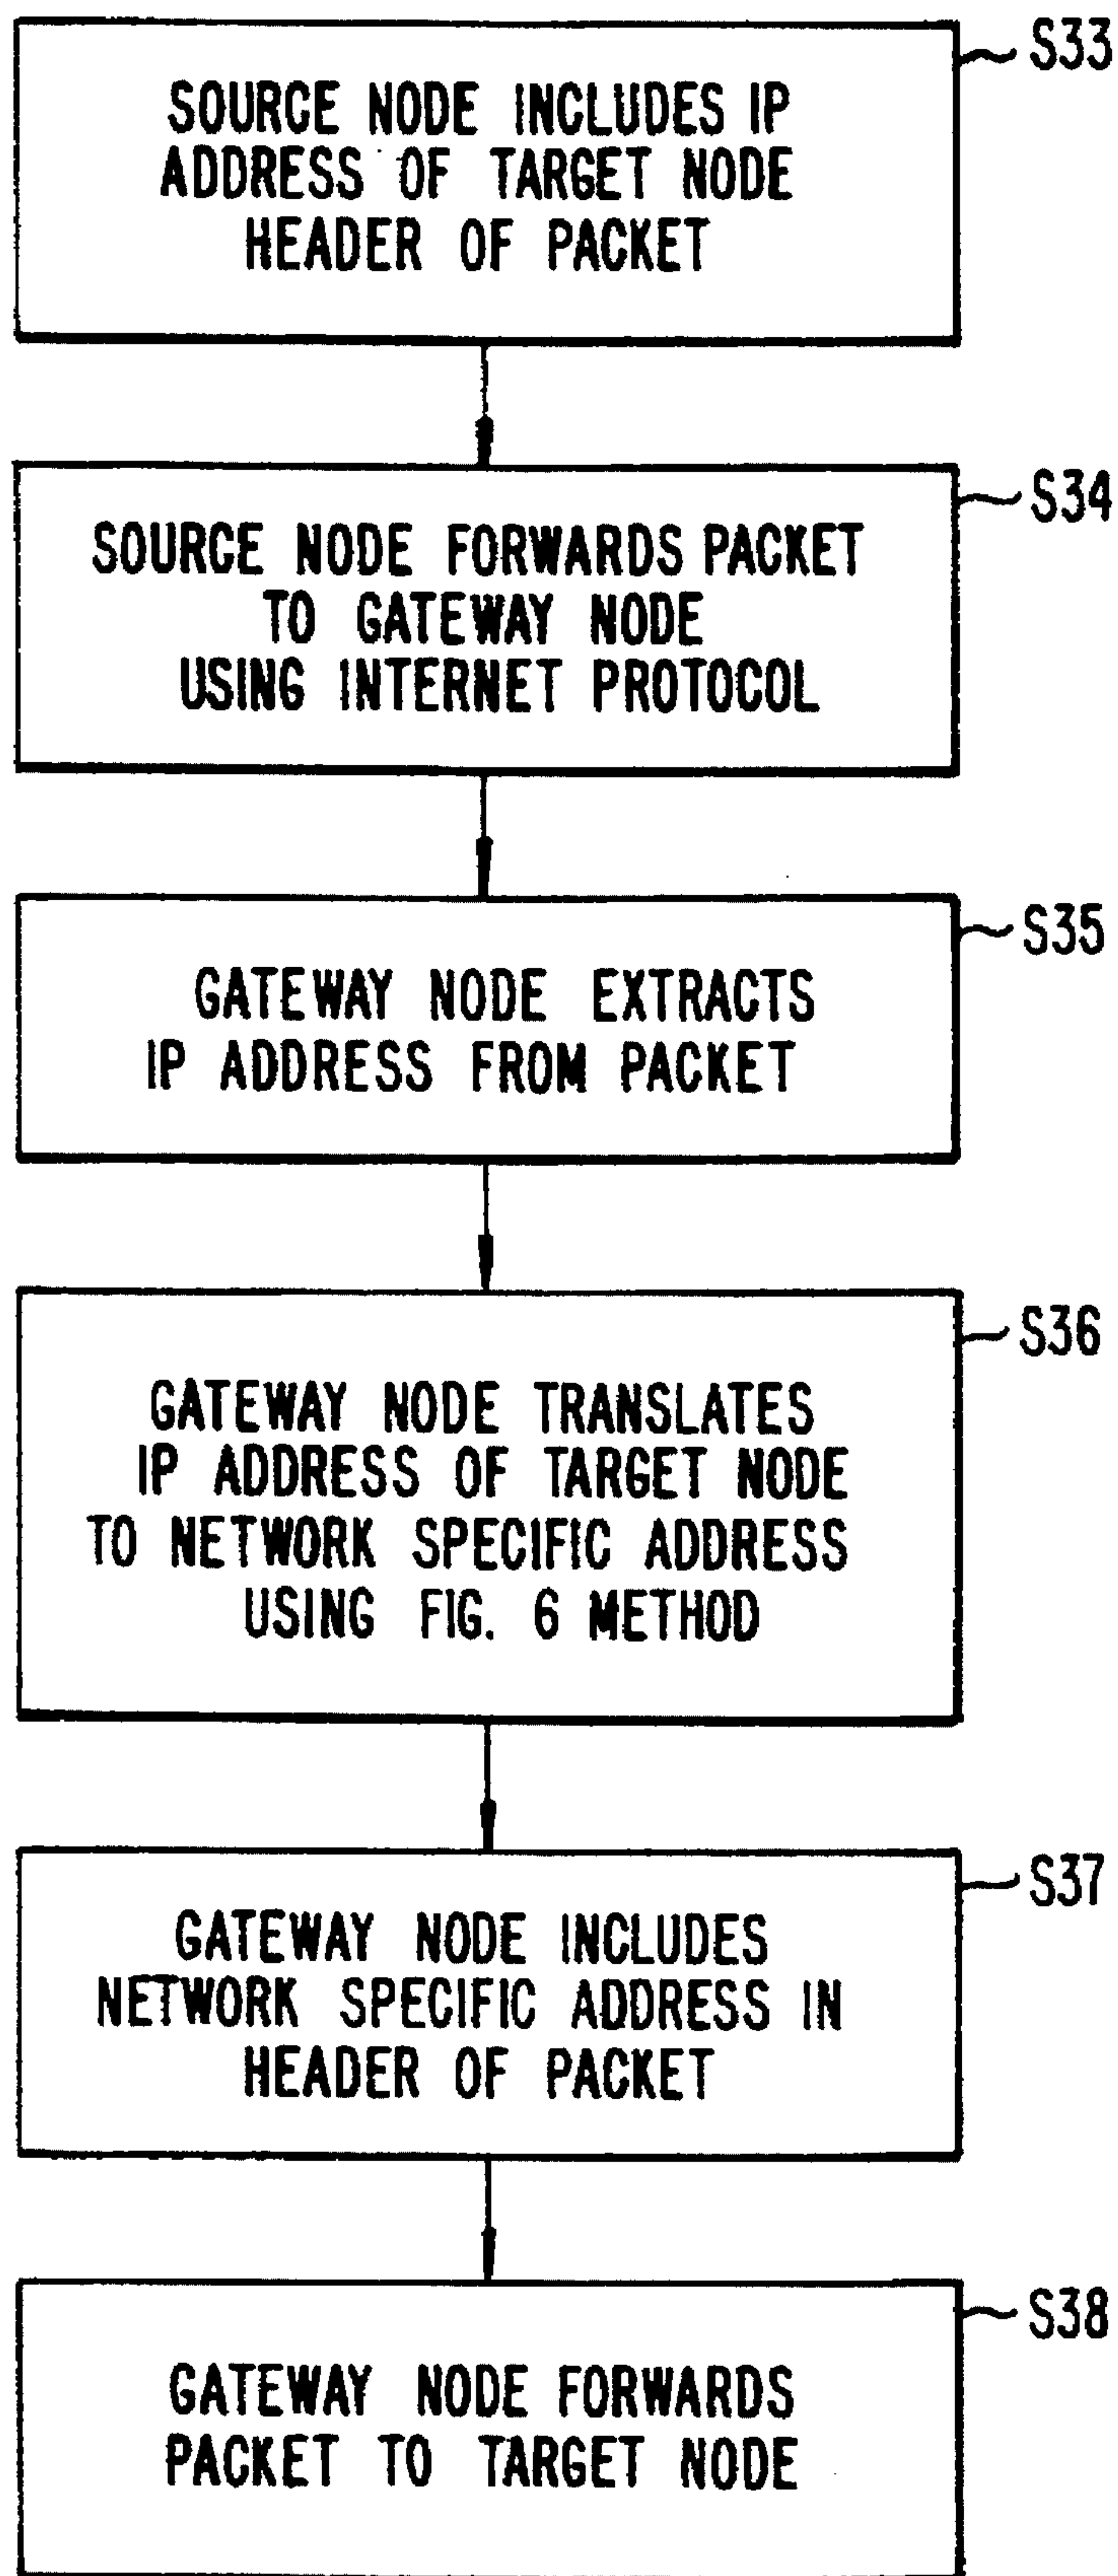 S33
SOURCE NODE INCLUDES IP
ADDRESS OF TARGET NODE
HEADER OF PACKET
S34
SOURCE NODE FORWARDS PACKET
TO GATEWAY NODE
USING INTERNET PROTOCOL
S35
GATEWAY NODE EXTRACTS
IP ADDRESS FROM PACKET
S36
GATEWAY NODE TRANSLATES
IP ADDRESS OF TARGET NODE
TO NETWORK SPECIFIC ADDRESS
USING FIG. 6 METHOD
S37
GATEWAY NODE INCLUDES
NETWORK SPECIFIC ADDRESS IN
HEADER OF PACKET
S38
GATEWAY NODE FORWARDS
PACKET TO TARGET NODE